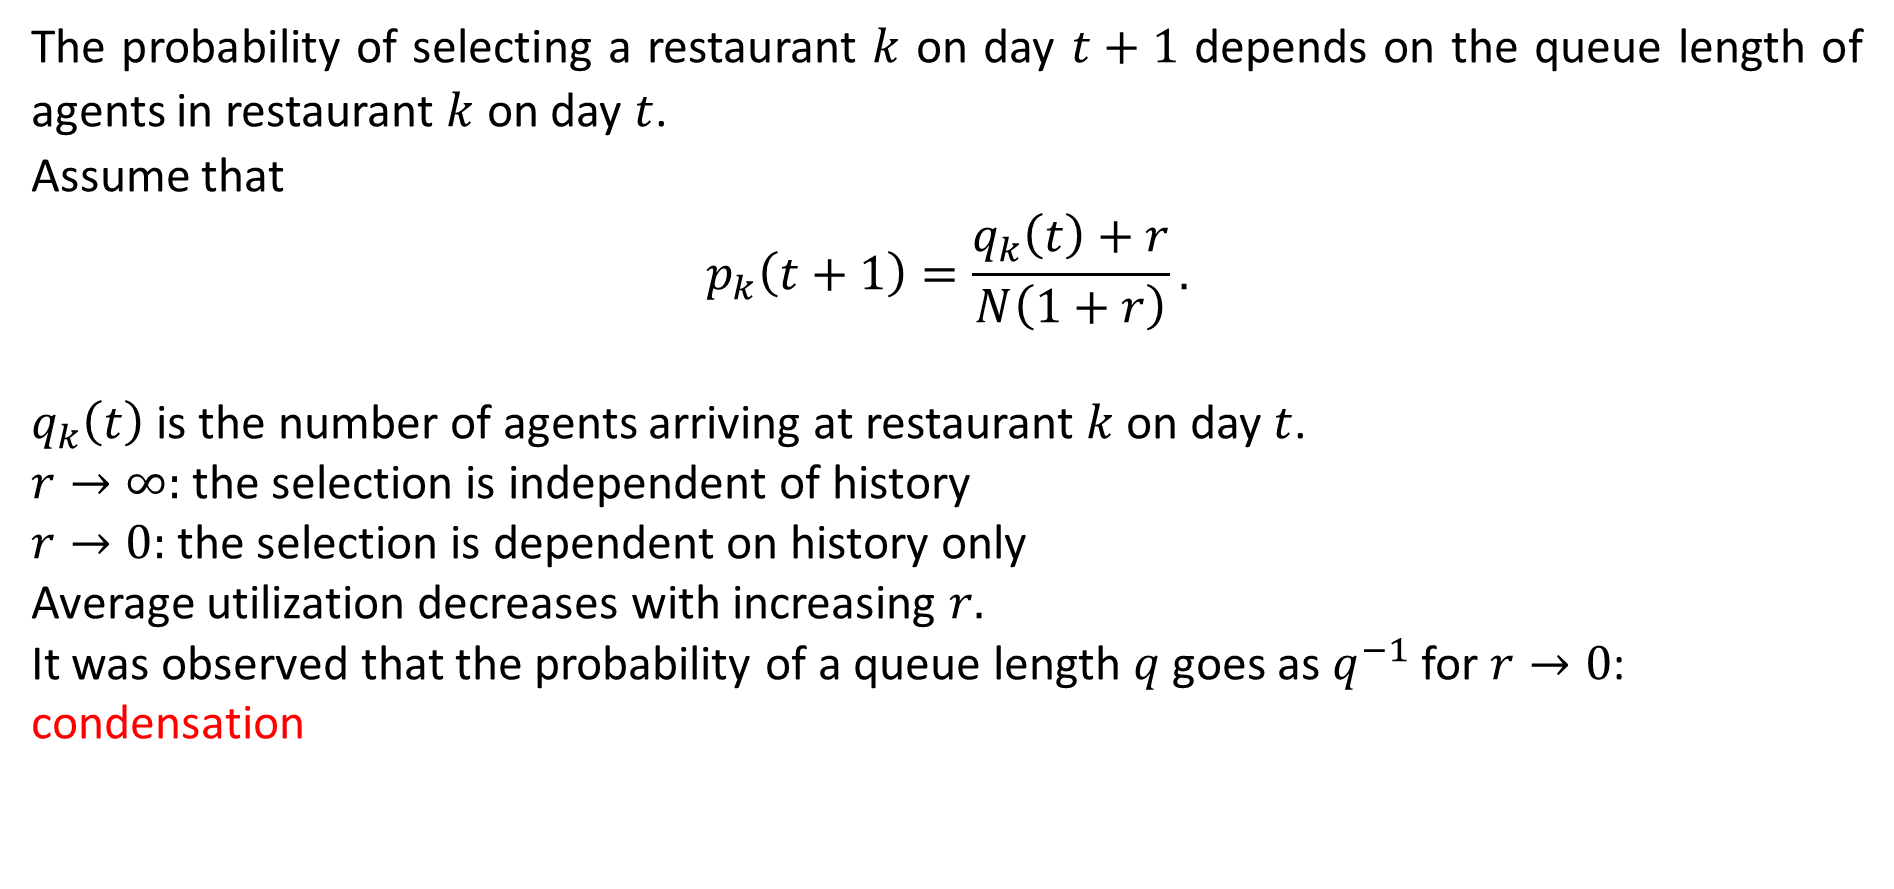 The probability of selecting a restaurant 𝑘 on day 𝑡 + 1 depends on the queue length of
agents in restaurant 𝑘 on day 𝑡.
Assume that
𝑝ₖ(𝑡 + 1) = (𝑞ₖ(𝑡) + 𝑟) / (𝑁(1 + 𝑟)).
𝑞ₖ(𝑡) is the number of agents arriving at restaurant 𝑘 on day 𝑡.
𝑟 → ∞: the selection is independent of history
𝑟 → 0: the selection is dependent on history only
Average utilization decreases with increasing 𝑟.
It was observed that the probability of a queue length 𝑞 goes as 𝑞⁻¹ for 𝑟 → 0:
condensation